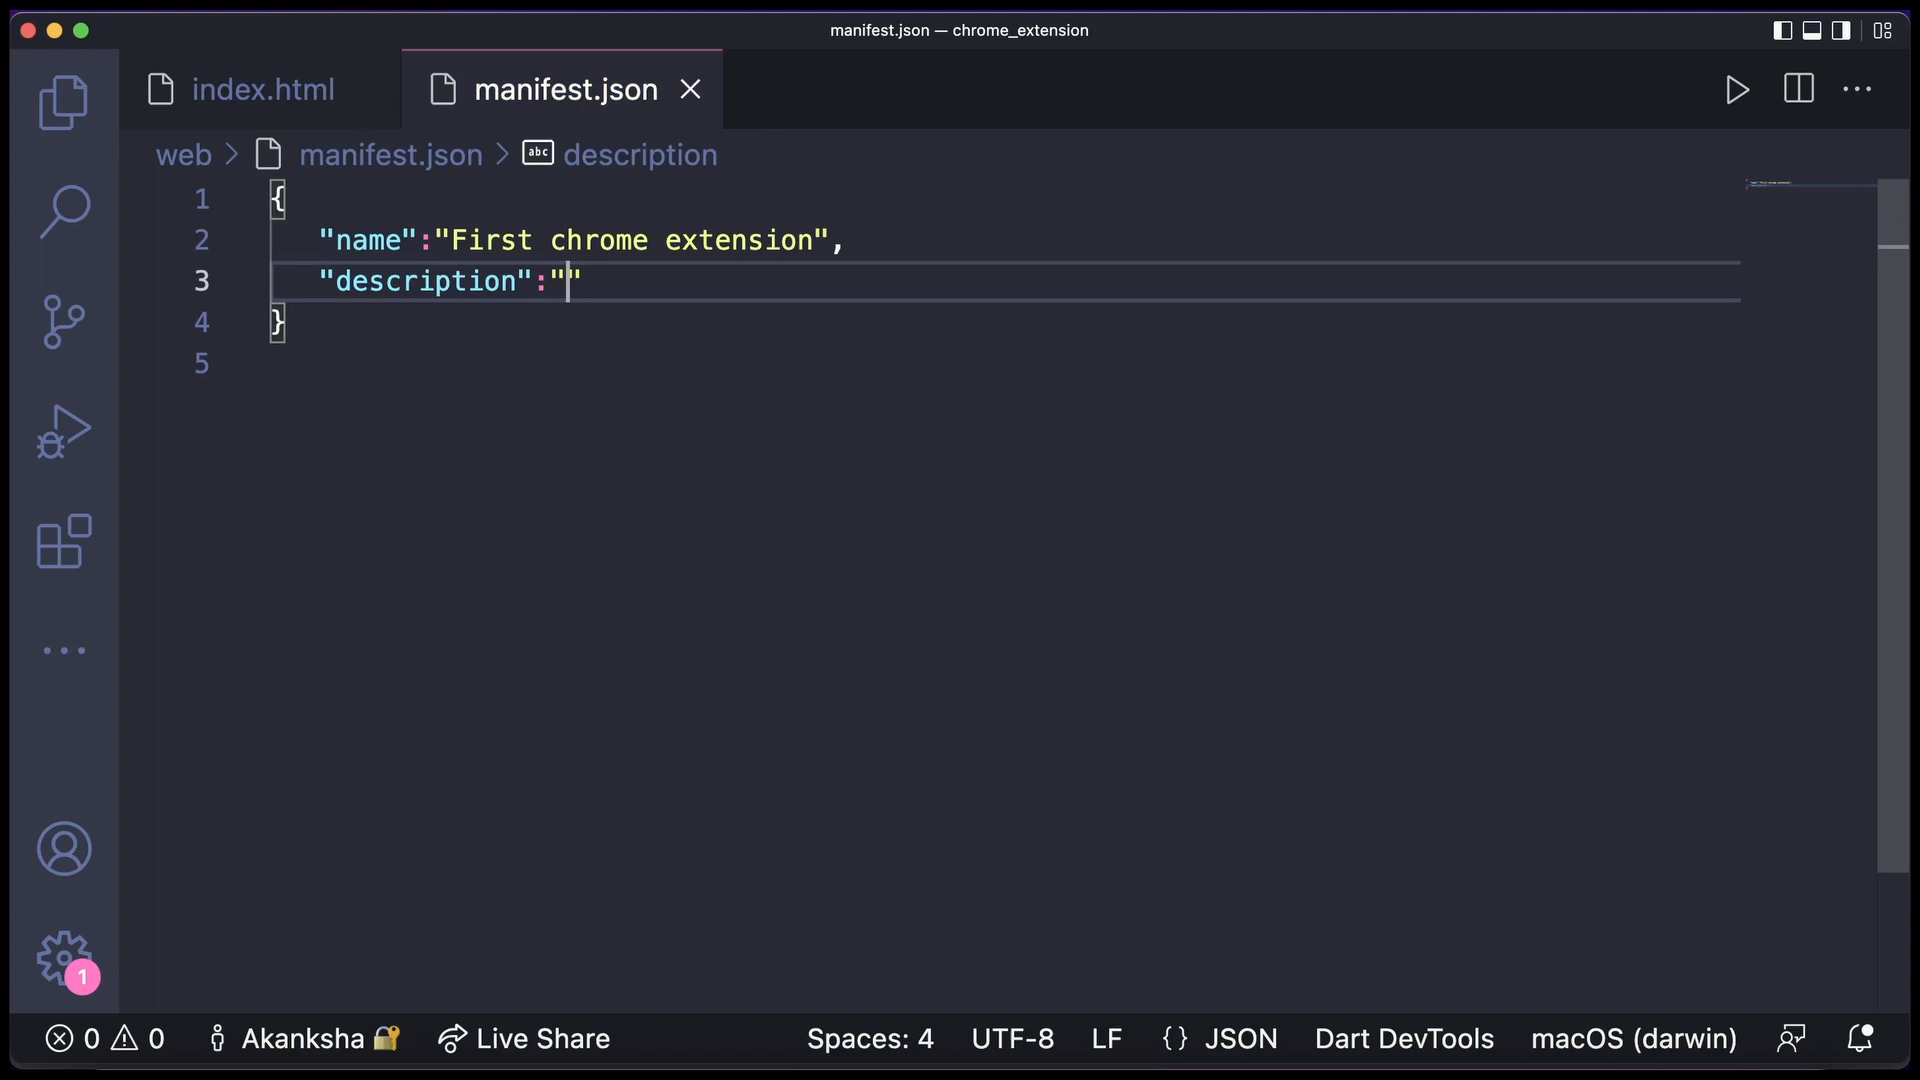 manifest.json — chrome_extension
index.html
manifest.json
web > manifest.json > abc description
1 {
2 "name":"First chrome extension",
3 "description":""
4 }
5
1
0 0 Akanksha Live Share Spaces: 4 UTF-8 LF {} JSON Dart DevTools macOS (darwin)